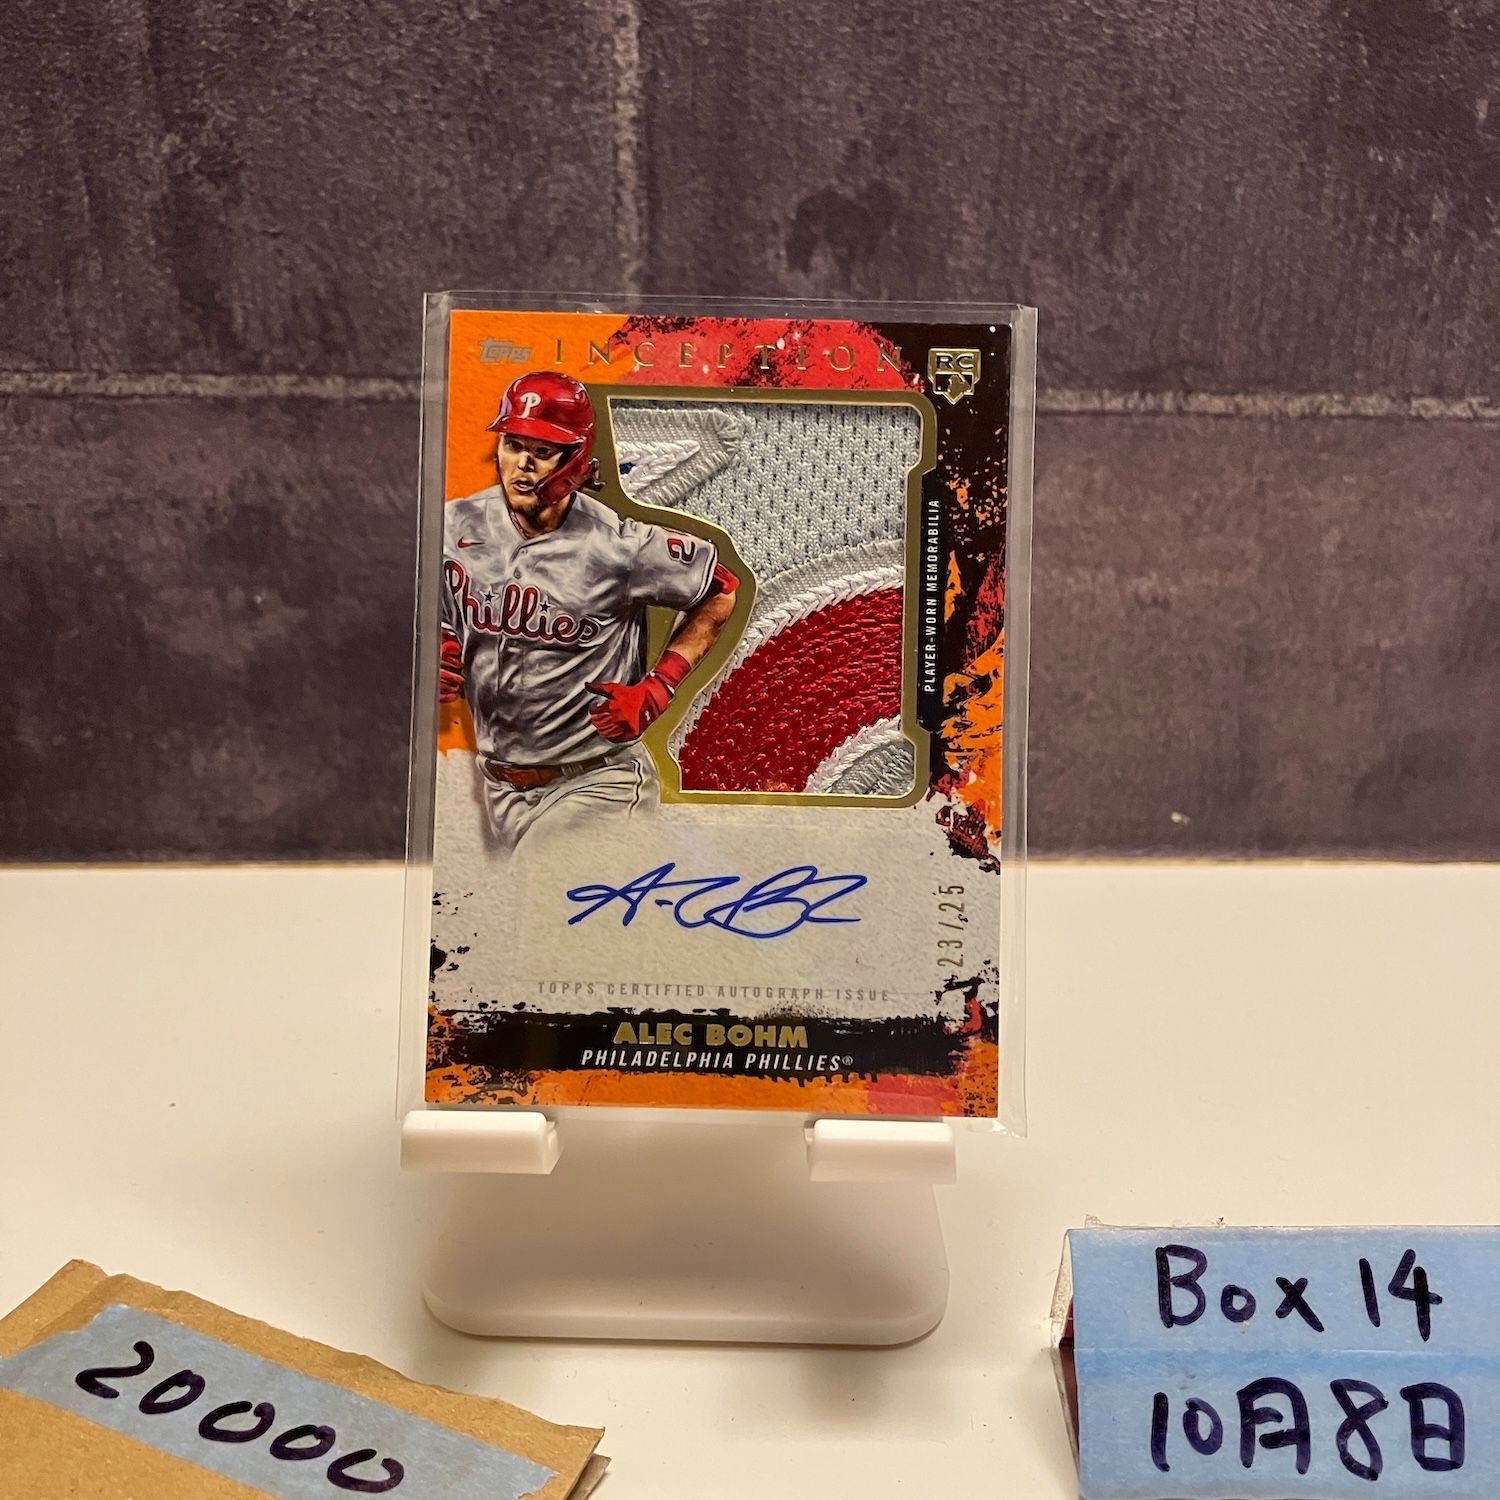 Topps INCEPTION RC
P
2
Phillies
PLAYER-WORN MEMORABILIA
23/25
TOPPS CERTIFIED AUTOGRAPH ISSUE
ALEC BOHM
PHILADELPHIA PHILLIES®
20000
Box 14
10月8日